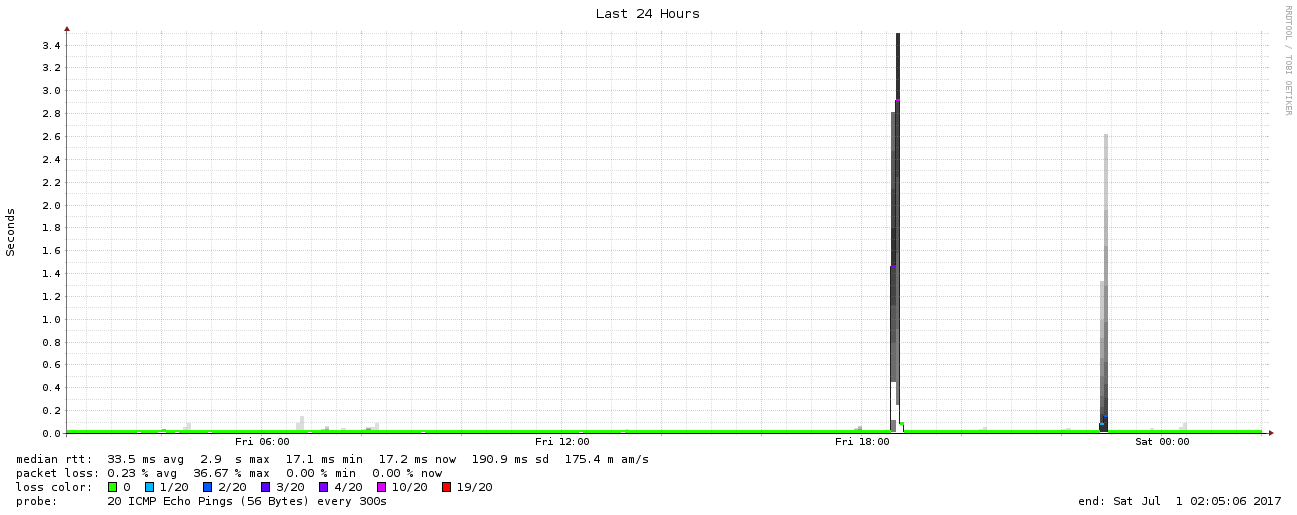 Last 24 Hours
RRDTOOL / TOBI OETIKER
Seconds
3.4
3.2
3.0
2.8
2.6
2.4
2.2
2.0
1.8
1.6
1.4
1.2
1.0
0.8
0.6
0.4
0.2
0.0
Fri 06:00 Fri 12:00 Fri 18:00 Sat 00:00
median rtt: 33.5 ms avg 2.9 s max 17.1 ms min 17.2 ms now 190.9 ms sd 175.4 m am/s
packet loss: 0.23 % avg 36.67 % max 0.00 % min 0.00 % now
loss color: 0 1/20 2/20 3/20 4/20 10/20 19/20
probe: 20 ICMP Echo Pings (56 Bytes) every 300s end: Sat Jul 1 02:05:06 2017